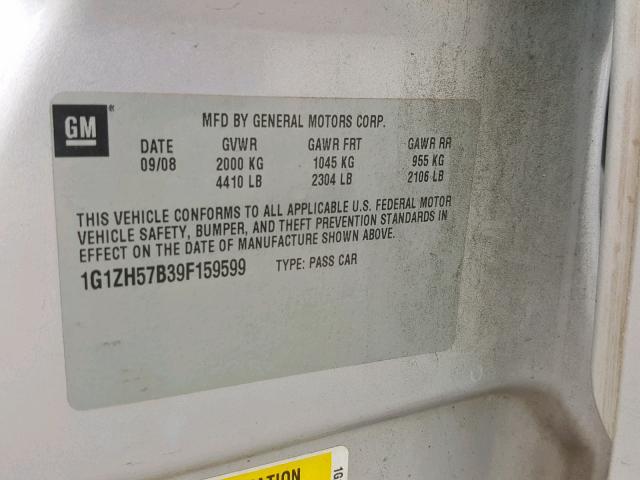 GM ®
MFD BY GENERAL MOTORS CORP.
DATE GVWR GAWR FRT GAWR RR
09/08 2000 KG 1045 KG 955 KG
4410 LB 2304 LB 2106 LB
THIS VEHICLE CONFORMS TO ALL APPLICABLE U.S. FEDERAL MOTOR
VEHICLE SAFETY, BUMPER, AND THEFT PREVENTION STANDARDS IN
EFFECT ON THE DATE OF MANUFACTURE SHOWN ABOVE.
1G1ZH57B39F159599 TYPE: PASS CAR
1G